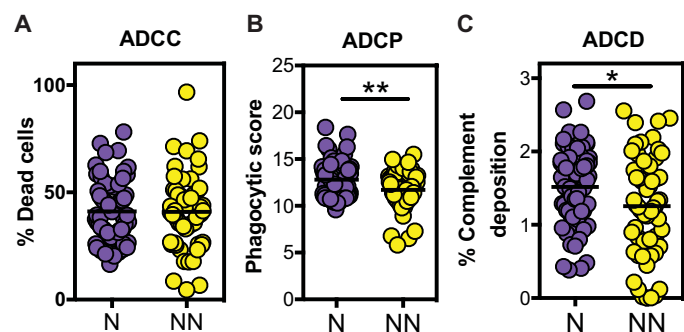 A
ADCC
% Dead cells
100
50
0
N
NN
B
ADCP
Phagocytic score
25
20
15
10
5
0
**
N
NN
C
ADCD
% Complement
deposition
3
2
1
0
*
N
NN